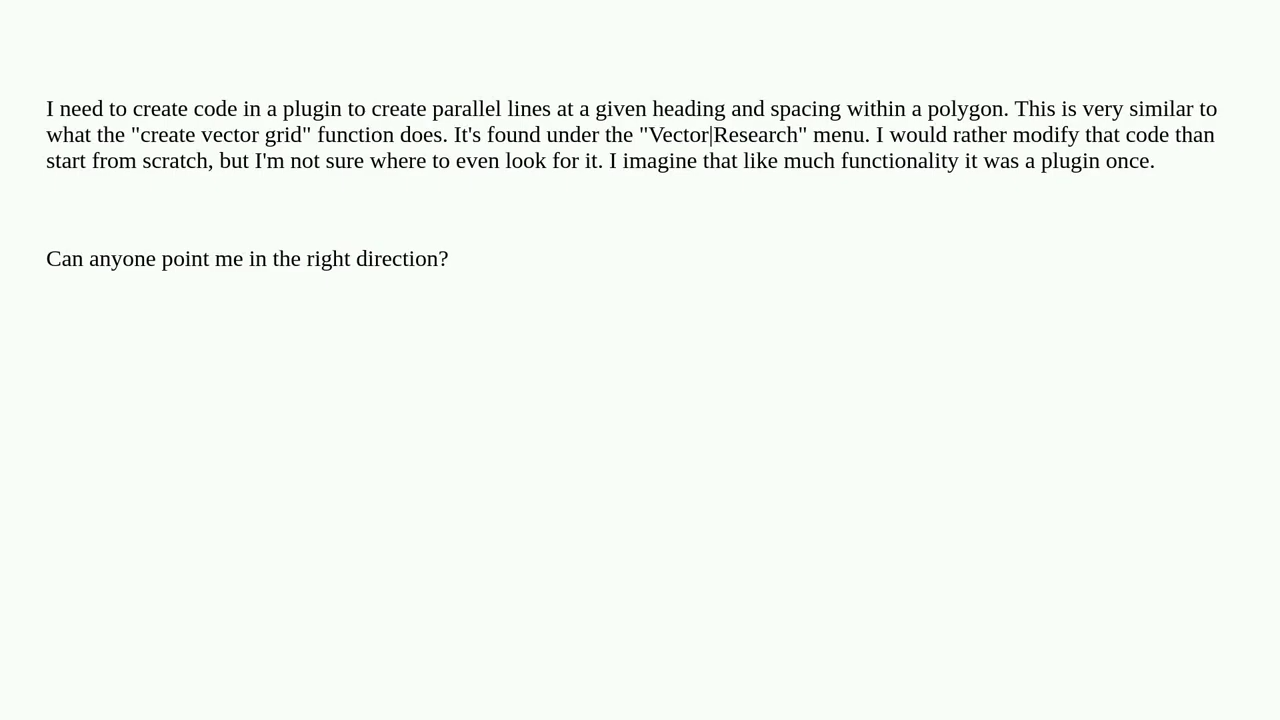 I need to create code in a plugin to create parallel lines at a given heading and spacing within a polygon. This is very similar to
what the "create vector grid" function does. It's found under the "Vector|Research" menu. I would rather modify that code than
start from scratch, but I'm not sure where to even look for it. I imagine that like much functionality it was a plugin once.
Can anyone point me in the right direction?